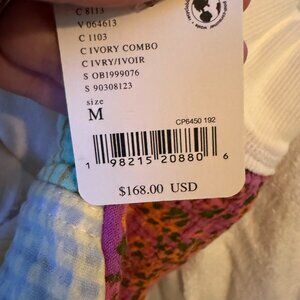 C 8113
V 064613
C 1103
C IVORY COMBO
C IVRY/IVOIR
S OB1999076
S 90308123
size
M
CP6450 192
1 98215 20880 6
$168.00 USD